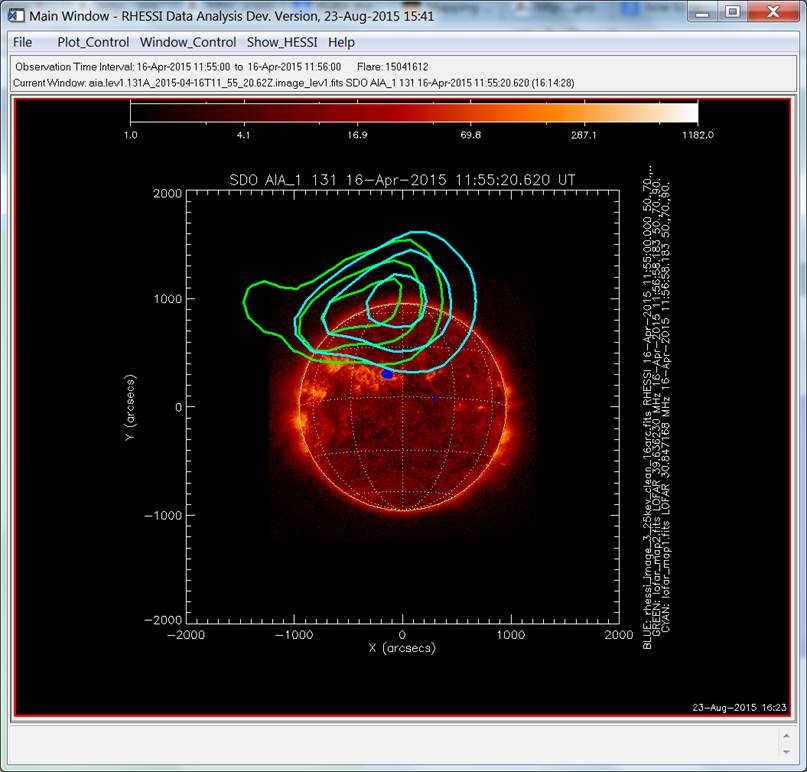 Main Window - RHESSI Data Analysis Dev. Version, 23-Aug-2015 15:41
File Plot_Control Window_Control Show_HESSI Help
Observation Time Interval: 16-Apr-2015 11:55:00 to 16-Apr-2015 11:56:00 Flare: 15041612
Current Window: aia.lev1.131A_2015-04-16T11_55_20.62Z.image_lev1.fits SDO AIA_1 131 16-Apr-2015 11:55:20.620 (16:14:28)
1.0 4.1 16.9 69.8 287.1 1182.0
SDO AIA_1 131 16-Apr-2015 11:55:20.620 UT
2000
1000
0
-1000
-2000
Y (arcsecs)
-2000 -1000 0 1000 2000
X (arcsecs)
BLUE: rhessi_image_3_25kev_clean_16arc.fits RHESSI 16-Apr-2015 11:55:00.000 50.,70.,..
GREEN: lofar_map2.fits LOFAR 39.636230 MHz 16-Apr-2015 11:56:58.183 50.,70.,90.
CYAN: lofar_map1.fits LOFAR 30.847168 MHz 16-Apr-2015 11:56:58.183 50.,70.,90.
23-Aug-2015 16:23